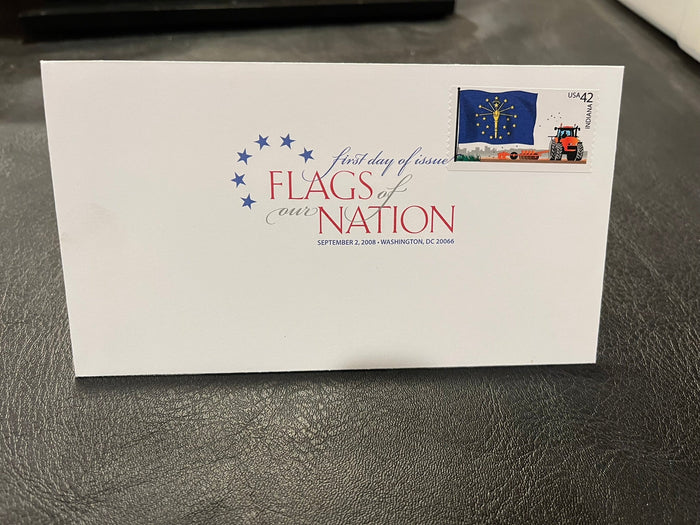 USA 42
INDIANA
first day of issue
FLAGS of
our NATION
SEPTEMBER 2, 2008 • WASHINGTON, DC 20066